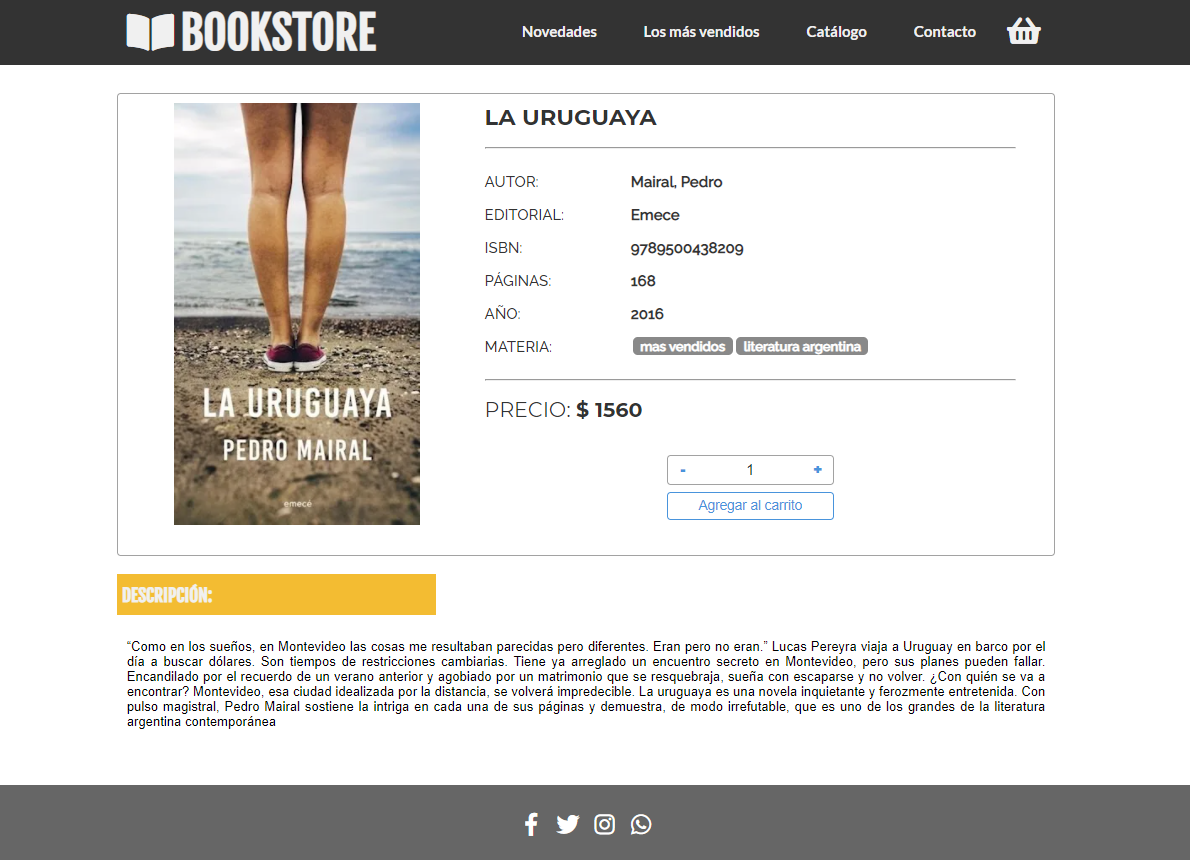 BOOKSTORE
Novedades Los más vendidos Catálogo Contacto
LA URUGUAYA
PEDRO MAIRAL
emecé
LA URUGUAYA
AUTOR: Mairal, Pedro
EDITORIAL: Emece
ISBN: 9789500438209
PÁGINAS: 168
AÑO: 2016
MATERIA: mas vendidos literatura argentina
PRECIO: $ 1560
- 1 +
Agregar al carrito
DESCRIPCIÓN:
“Como en los sueños, en Montevideo las cosas me resultaban parecidas pero diferentes. Eran pero no eran.” Lucas Pereyra viaja a Uruguay en barco por el
día a buscar dólares. Son tiempos de restricciones cambiarias. Tiene ya arreglado un encuentro secreto en Montevideo, pero sus planes pueden fallar.
Encandilado por el recuerdo de un verano anterior y agobiado por un matrimonio que se resquebraja, sueña con escaparse y no volver. ¿Con quién se va a
encontrar? Montevideo, esa ciudad idealizada por la distancia, se volverá impredecible. La uruguaya es una novela inquietante y ferozmente entretenida. Con
pulso magistral, Pedro Mairal sostiene la intriga en cada una de sus páginas y demuestra, de modo irrefutable, que es uno de los grandes de la literatura
argentina contemporánea